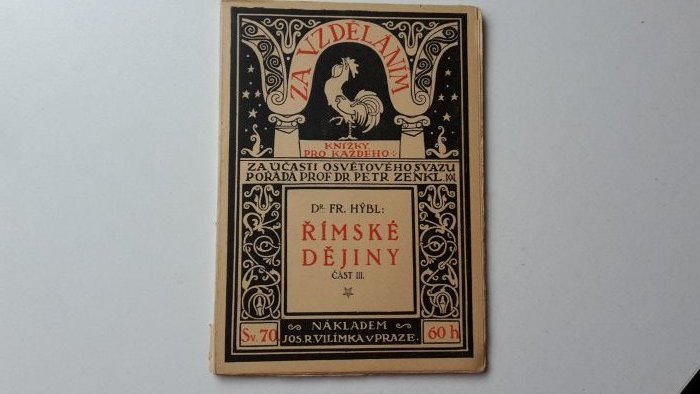 ZA VZDĚLÁNÍM
KNÍŽKY
PRO KAŽDÉHO
ZA ÚČASTI OSVĚTOVÉHO SVAZU
POŘÁDÁ PROF. DR. PETR ZENKL.
DR. FR. HÝBL:
ŘÍMSKÉ
DĚJINY
ČÁST III.
Sv. 70.
NÁKLADEM
JOS. R. VILÍMKA V PRAZE.
60 h